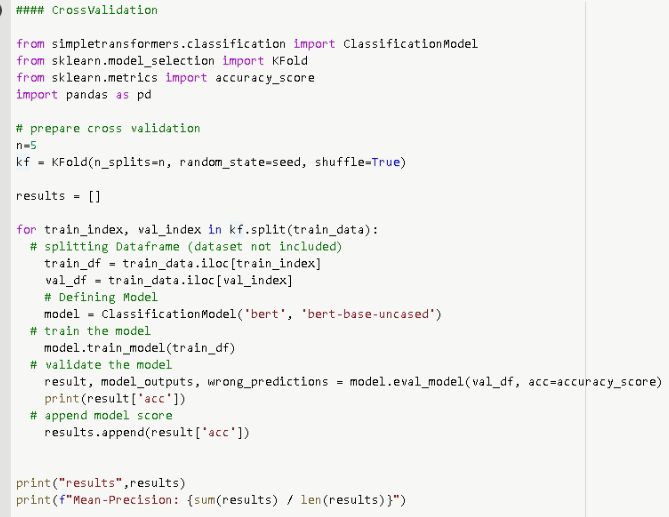 #### CrossValidation
from simpletransformers.classification import ClassificationModel
from sklearn.model_selection import KFold
from sklearn.metrics import accuracy_score
import pandas as pd
# prepare cross validation
n=5
kf = KFold(n_splits=n, random_state=seed, shuffle=True)
results = []
for train_index, val_index in kf.split(train_data):
# splitting Dataframe (dataset not included)
train_df = train_data.iloc[train_index]
val_df = train_data.iloc[val_index]
# Defining Model
model = ClassificationModel('bert', 'bert-base-uncased')
# train the model
model.train_model(train_df)
# validate the model
result, model_outputs, wrong_predictions = model.eval_model(val_df, acc=accuracy_score)
print(result['acc'])
# append model score
results.append(result['acc'])
print("results",results)
print(f"Mean-Precision: {sum(results) / len(results)}")